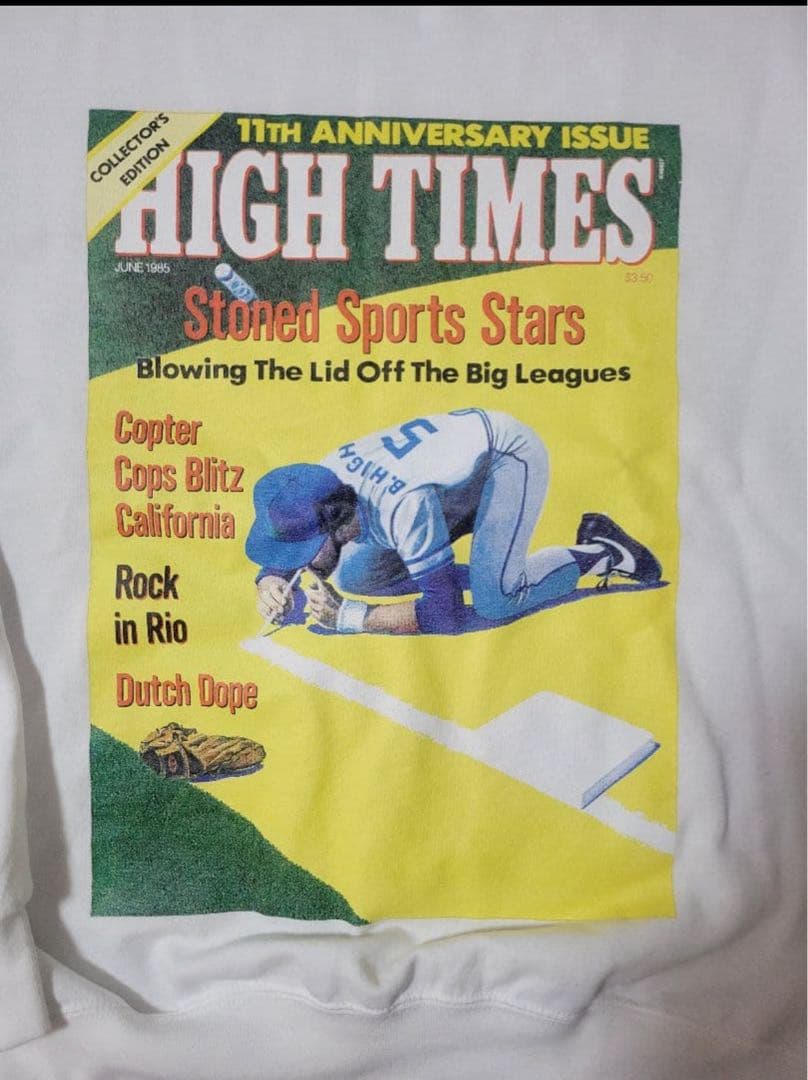 COLLECTOR'S
EDITION
11TH ANNIVERSARY ISSUE
HIGH TIMES
JUNE 1985
$3.50
Stoned Sports Stars
Blowing The Lid Off The Big Leagues
Copter
Cops Blitz
California
Rock
in Rio
Dutch Dope
B. HIGH
5